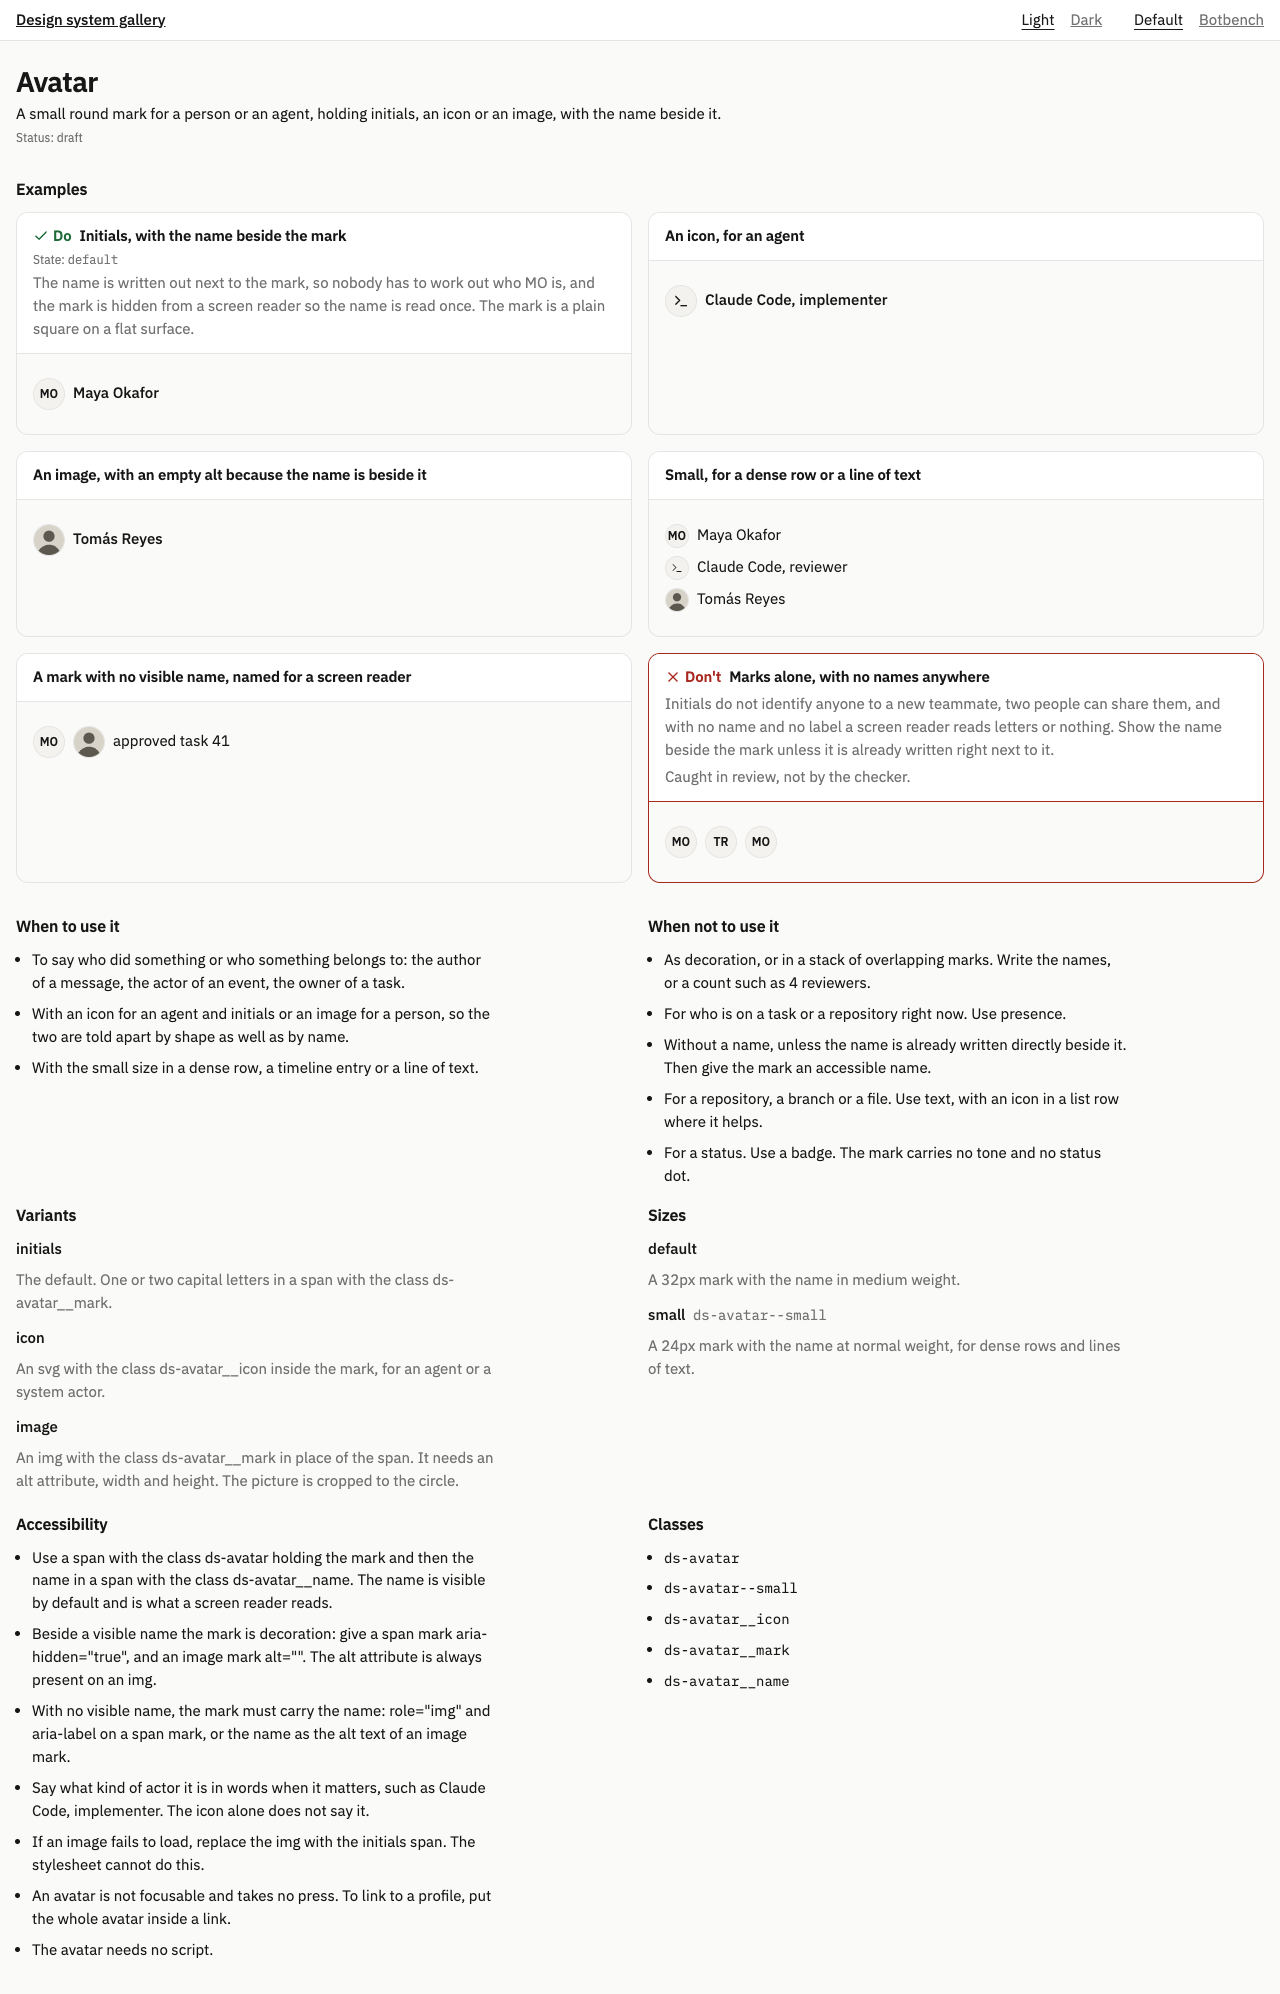 Design system gallery
Light Dark Default Botbench
Avatar
A small round mark for a person or an agent, holding initials, an icon or an image, with the name beside it.
Status: draft
Examples
Do Initials, with the name beside the mark
State: default
The name is written out next to the mark, so nobody has to work out who MO is, and
the mark is hidden from a screen reader so the name is read once. The mark is a plain
square on a flat surface.
MO Maya Okafor
An icon, for an agent
Claude Code, implementer
An image, with an empty alt because the name is beside it
Tomás Reyes
Small, for a dense row or a line of text
MO Maya Okafor
Claude Code, reviewer
Tomás Reyes
A mark with no visible name, named for a screen reader
MO approved task 41
Don't Marks alone, with no names anywhere
Initials do not identify anyone to a new teammate, two people can share them, and
with no name and no label a screen reader reads letters or nothing. Show the name
beside the mark unless it is already written right next to it.
Caught in review, not by the checker.
MO TR MO
When to use it
To say who did something or who something belongs to: the author
of a message, the actor of an event, the owner of a task.
With an icon for an agent and initials or an image for a person, so the
two are told apart by shape as well as by name.
With the small size in a dense row, a timeline entry or a line of text.
When not to use it
As decoration, or in a stack of overlapping marks. Write the names,
or a count such as 4 reviewers.
For who is on a task or a repository right now. Use presence.
Without a name, unless the name is already written directly beside it.
Then give the mark an accessible name.
For a repository, a branch or a file. Use text, with an icon in a list row
where it helps.
For a status. Use a badge. The mark carries no tone and no status
dot.
Variants
initials
The default. One or two capital letters in a span with the class ds-
avatar__mark.
icon
An svg with the class ds-avatar__icon inside the mark, for an agent or a
system actor.
image
An img with the class ds-avatar__mark in place of the span. It needs an
alt attribute, width and height. The picture is cropped to the circle.
Sizes
default
A 32px mark with the name in medium weight.
small ds-avatar--small
A 24px mark with the name at normal weight, for dense rows and lines
of text.
Accessibility
Use a span with the class ds-avatar holding the mark and then the
name in a span with the class ds-avatar__name. The name is visible
by default and is what a screen reader reads.
Beside a visible name the mark is decoration: give a span mark aria-
hidden="true", and an image mark alt="". The alt attribute is always
present on an img.
With no visible name, the mark must carry the name: role="img" and
aria-label on a span mark, or the name as the alt text of an image
mark.
Say what kind of actor it is in words when it matters, such as Claude
Code, implementer. The icon alone does not say it.
If an image fails to load, replace the img with the initials span. The
stylesheet cannot do this.
An avatar is not focusable and takes no press. To link to a profile, put
the whole avatar inside a link.
The avatar needs no script.
Classes
ds-avatar
ds-avatar--small
ds-avatar__icon
ds-avatar__mark
ds-avatar__name